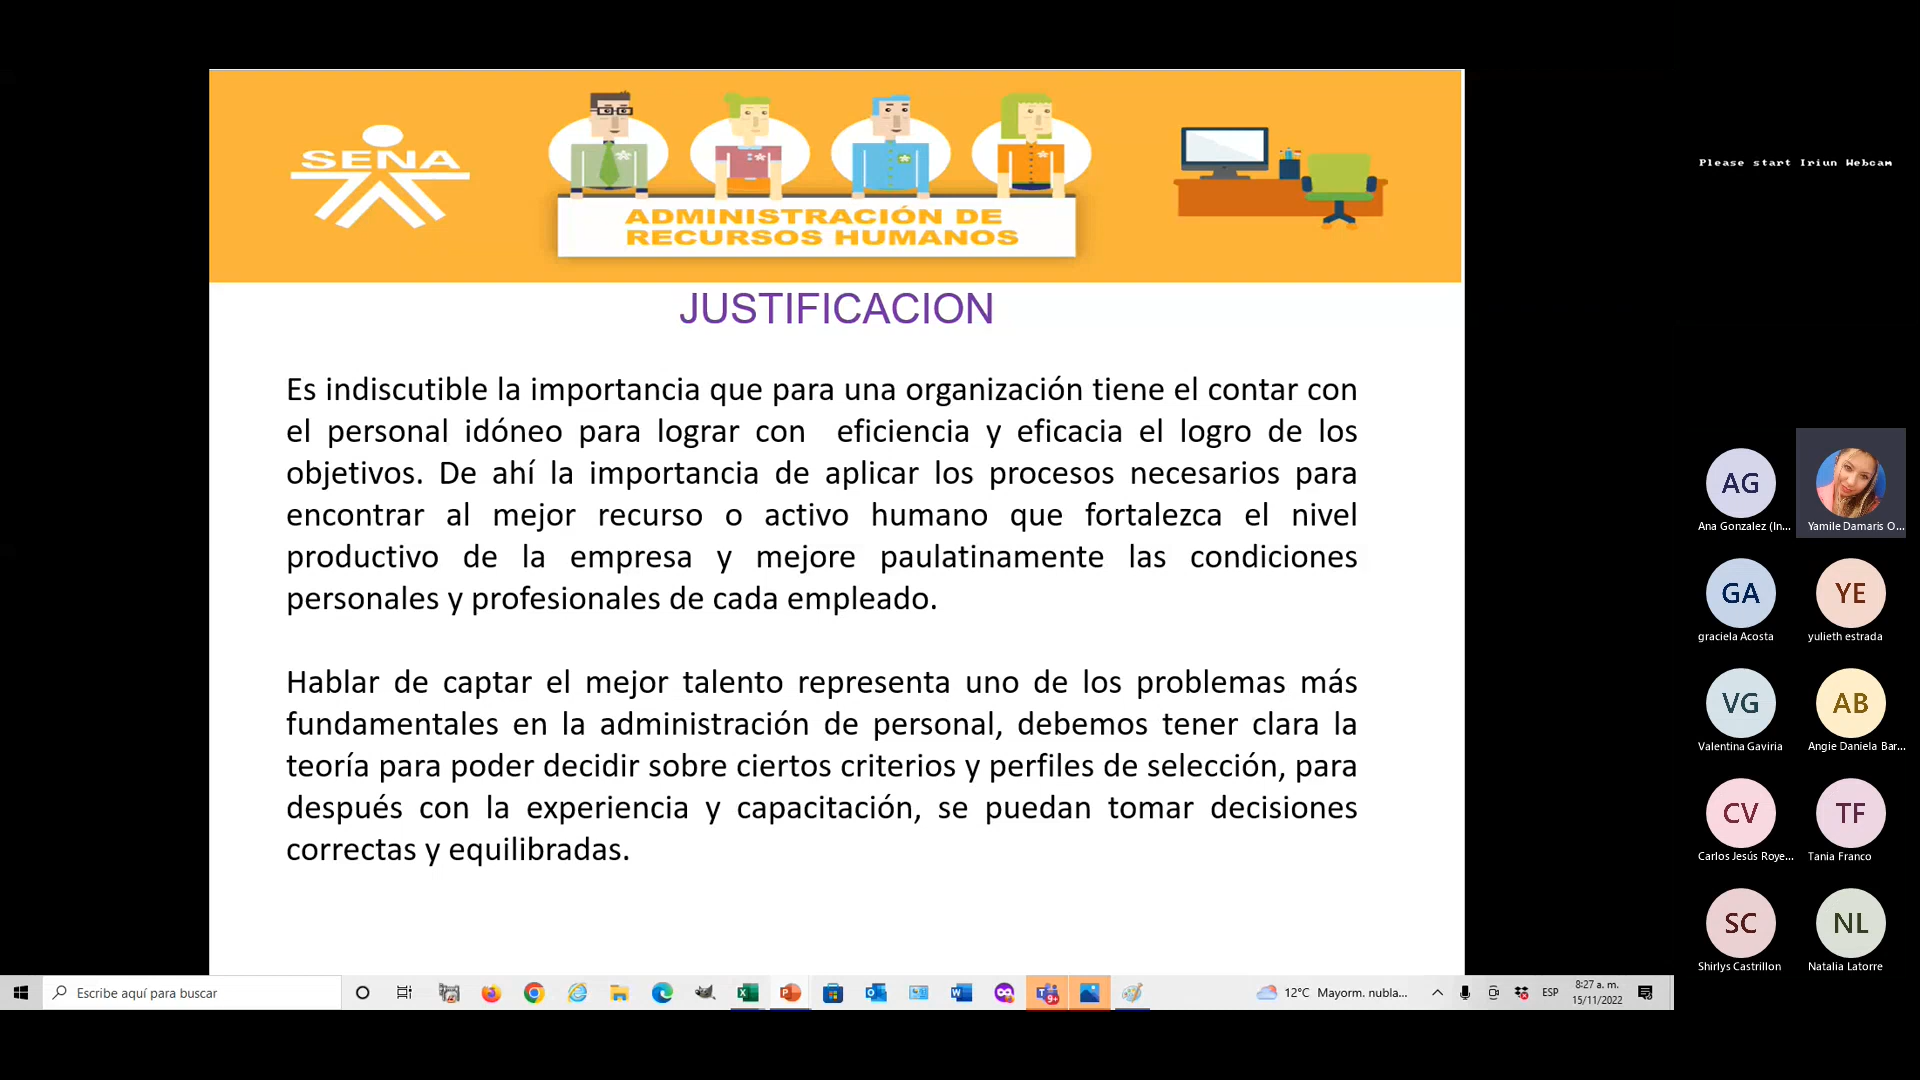 SENA
ADMINISTRACIÓN DE
RECURSOS HUMANOS
JUSTIFICACION
Es indiscutible la importancia que para una organización tiene el contar con
el personal idóneo para lograr con eficiencia y eficacia el logro de los
objetivos. De ahí la importancia de aplicar los procesos necesarios para
encontrar al mejor recurso o activo humano que fortalezca el nivel
productivo de la empresa y mejore paulatinamente las condiciones
personales y profesionales de cada empleado.
Hablar de captar el mejor talento representa uno de los problemas más
fundamentales en la administración de personal, debemos tener clara la
teoría para poder decidir sobre ciertos criterios y perfiles de selección, para
después con la experiencia y capacitación, se puedan tomar decisiones
correctas y equilibradas.
Please start Iriun Webcam
AG
Ana Gonzalez (In...
Yamile Damaris O...
GA
graciela Acosta
YE
yulieth estrada
VG
Valentina Gaviria
AB
Angie Daniela Bar...
CV
Carlos Jesús Roye...
TF
Tania Franco
SC
Shirlys Castrillon
NL
Natalia Latorre
Escribe aquí para buscar
9+
12°C Mayorm. nubla...
ESP
8:27 a. m.
15/11/2022